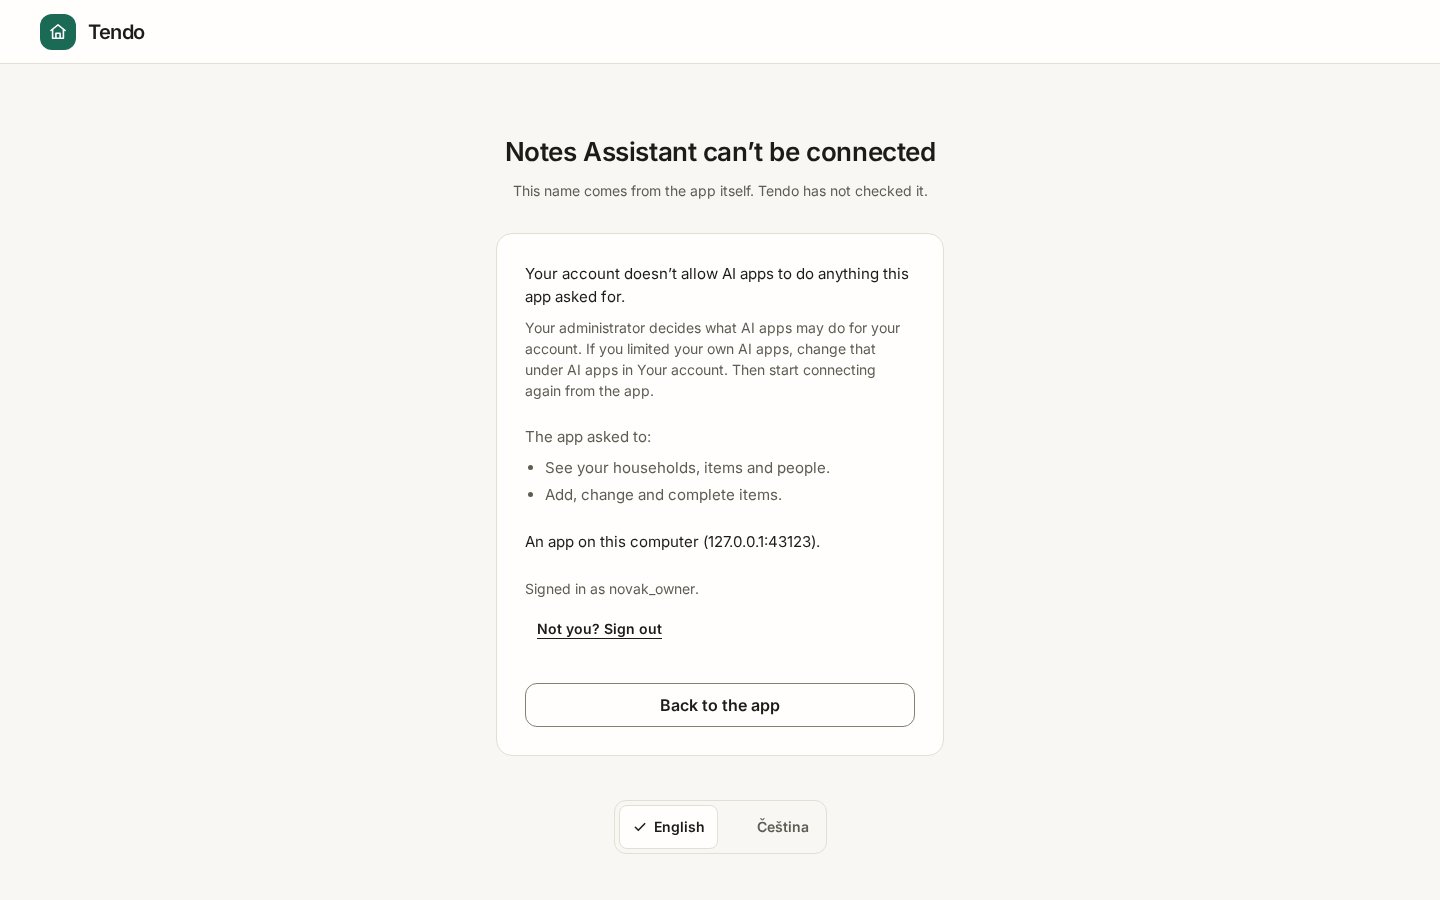 Tendo
Notes Assistant can’t be connected
This name comes from the app itself. Tendo has not checked it.
Your account doesn’t allow AI apps to do anything this
app asked for.
Your administrator decides what AI apps may do for your
account. If you limited your own AI apps, change that
under AI apps in Your account. Then start connecting
again from the app.
The app asked to:
• See your households, items and people.
• Add, change and complete items.
An app on this computer (127.0.0.1:43123).
Signed in as novak_owner.
Not you? Sign out
Back to the app
English
Čeština